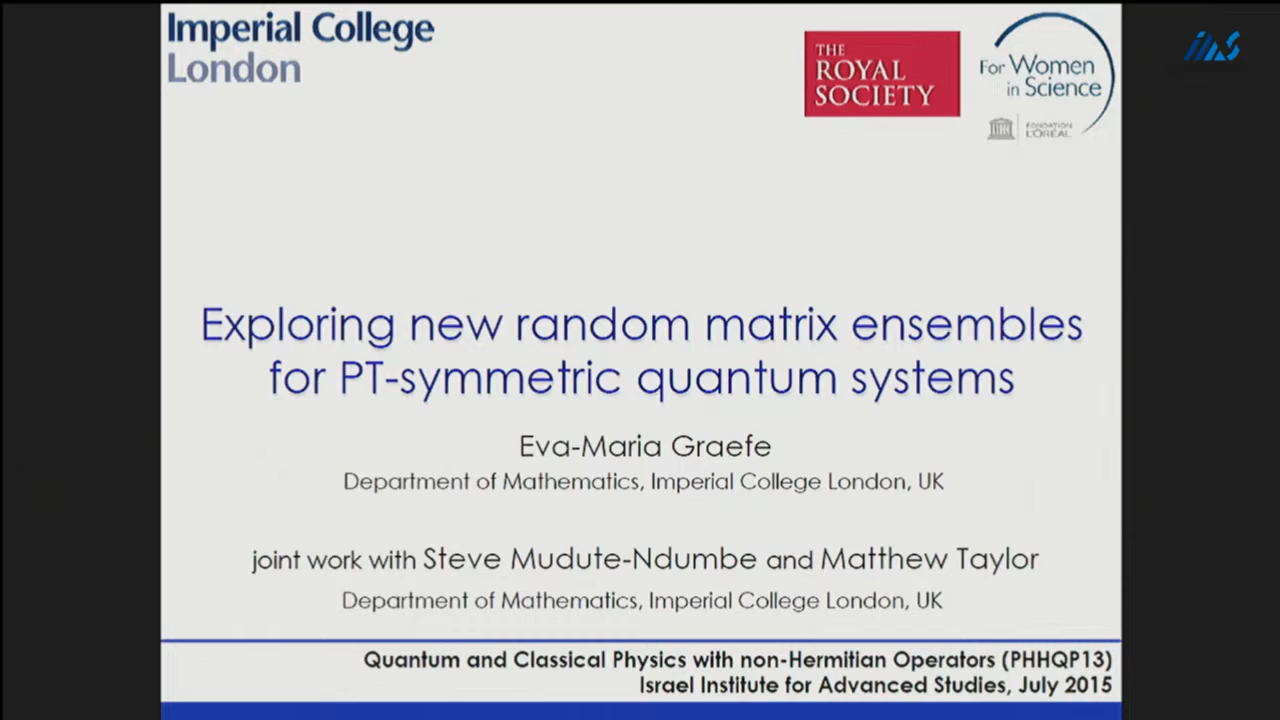 Imperial College
London
THE
ROYAL
SOCIETY
For Women
in Science
FONDATION
L'ORÉAL
iias
Exploring new random matrix ensembles
for PT-symmetric quantum systems
Eva-Maria Graefe
Department of Mathematics, Imperial College London, UK
joint work with Steve Mudute-Ndumbe and Matthew Taylor
Department of Mathematics, Imperial College London, UK
Quantum and Classical Physics with non-Hermitian Operators (PHHQP13)
Israel Institute for Advanced Studies, July 2015